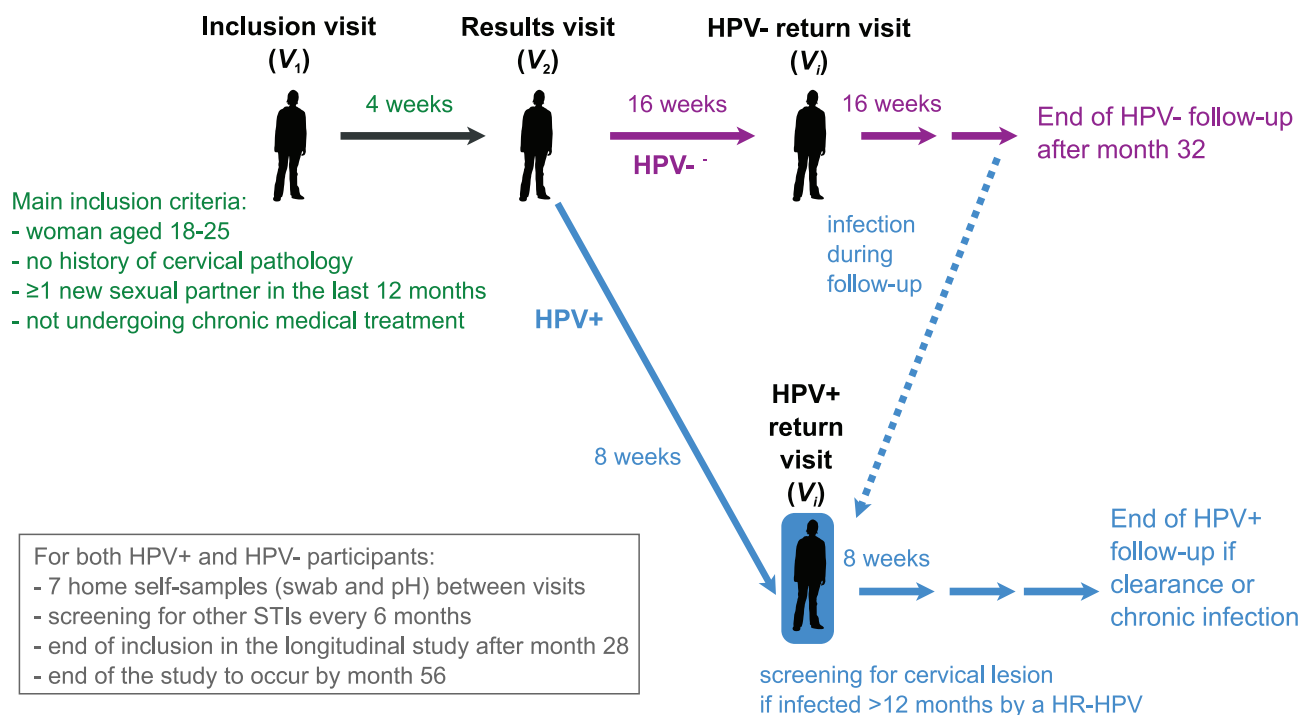 Inclusion visit
(V₁)
Results visit
(V₂)
HPV- return visit
(Vᵢ)
4 weeks
16 weeks
16 weeks
HPV- -
End of HPV- follow-up
after month 32
Main inclusion criteria:
- woman aged 18-25
- no history of cervical pathology
- ≥1 new sexual partner in the last 12 months
- not undergoing chronic medical treatment
infection
during
follow-up
HPV+
8 weeks
HPV+
return
visit
(Vᵢ)
8 weeks
End of HPV+
follow-up if
clearance or
chronic infection
For both HPV+ and HPV- participants:
- 7 home self-samples (swab and pH) between visits
- screening for other STIs every 6 months
- end of inclusion in the longitudinal study after month 28
- end of the study to occur by month 56
screening for cervical lesion
if infected >12 months by a HR-HPV